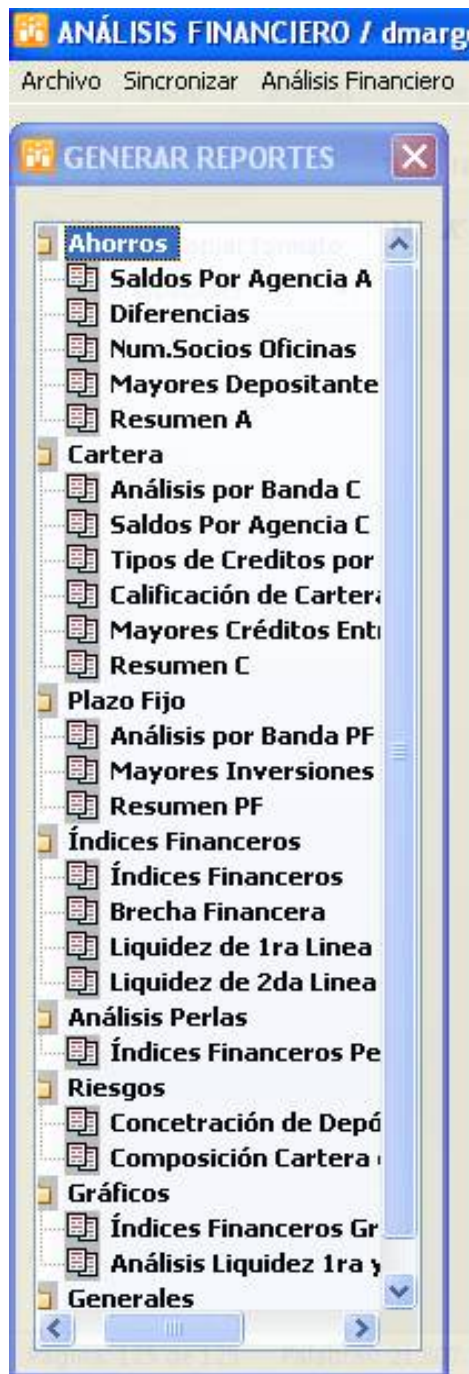 ANÁLISIS FINANCIERO / dmarg
Archivo Sincronizar Análisis Financiero
GENERAR REPORTES
Ahorros
Saldos Por Agencia A
Diferencias
Num.Socios Oficinas
Mayores Depositante
Resumen A
Cartera
Análisis por Banda C
Saldos Por Agencia C
Tipos de Creditos por
Calificación de Cartera
Mayores Créditos Ent
Resumen C
Plazo Fijo
Análisis por Banda PF
Mayores Inversiones
Resumen PF
Índices Financeros
Índices Financeros
Brecha Financera
Liquidez de 1ra Linea
Liquidez de 2da Linea
Análisis Perlas
Índices Financeros Pe
Riesgos
Concetración de Depó
Composición Cartera
Gráficos
Índices Financeros Gr
Análisis Liquidez 1ra y
Generales